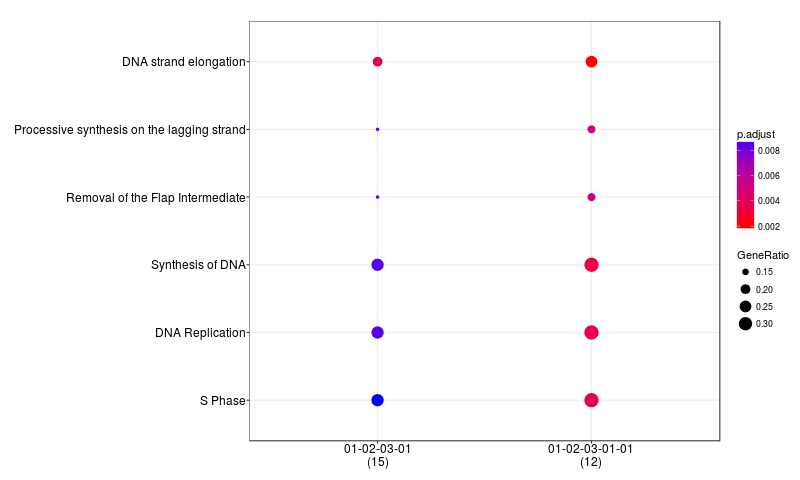 DNA strand elongation
Processive synthesis on the lagging strand
Removal of the Flap Intermediate
Synthesis of DNA
DNA Replication
S Phase
01-02-03-01
(15)
01-02-03-01-01
(12)
p.adjust
0.008
0.006
0.004
0.002
GeneRatio
0.15
0.20
0.25
0.30